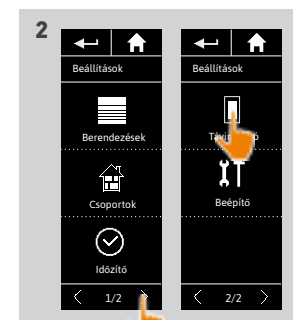 2
Beállítások
Berendezések
Csoportok
Időzítő
1/2
Beállítások
Beépítő
2/2